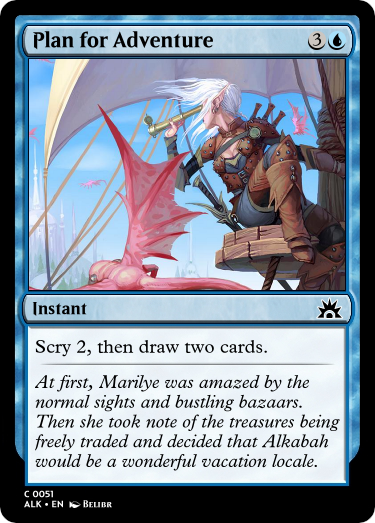 Plan for Adventure
3
Instant
Scry 2, then draw two cards.
At first, Marilye was amazed by the
normal sights and bustling bazaars.
Then she took note of the treasures being
freely traded and decided that Alkabah
would be a wonderful vacation locale.
C 0051
ALK • EN Belibr